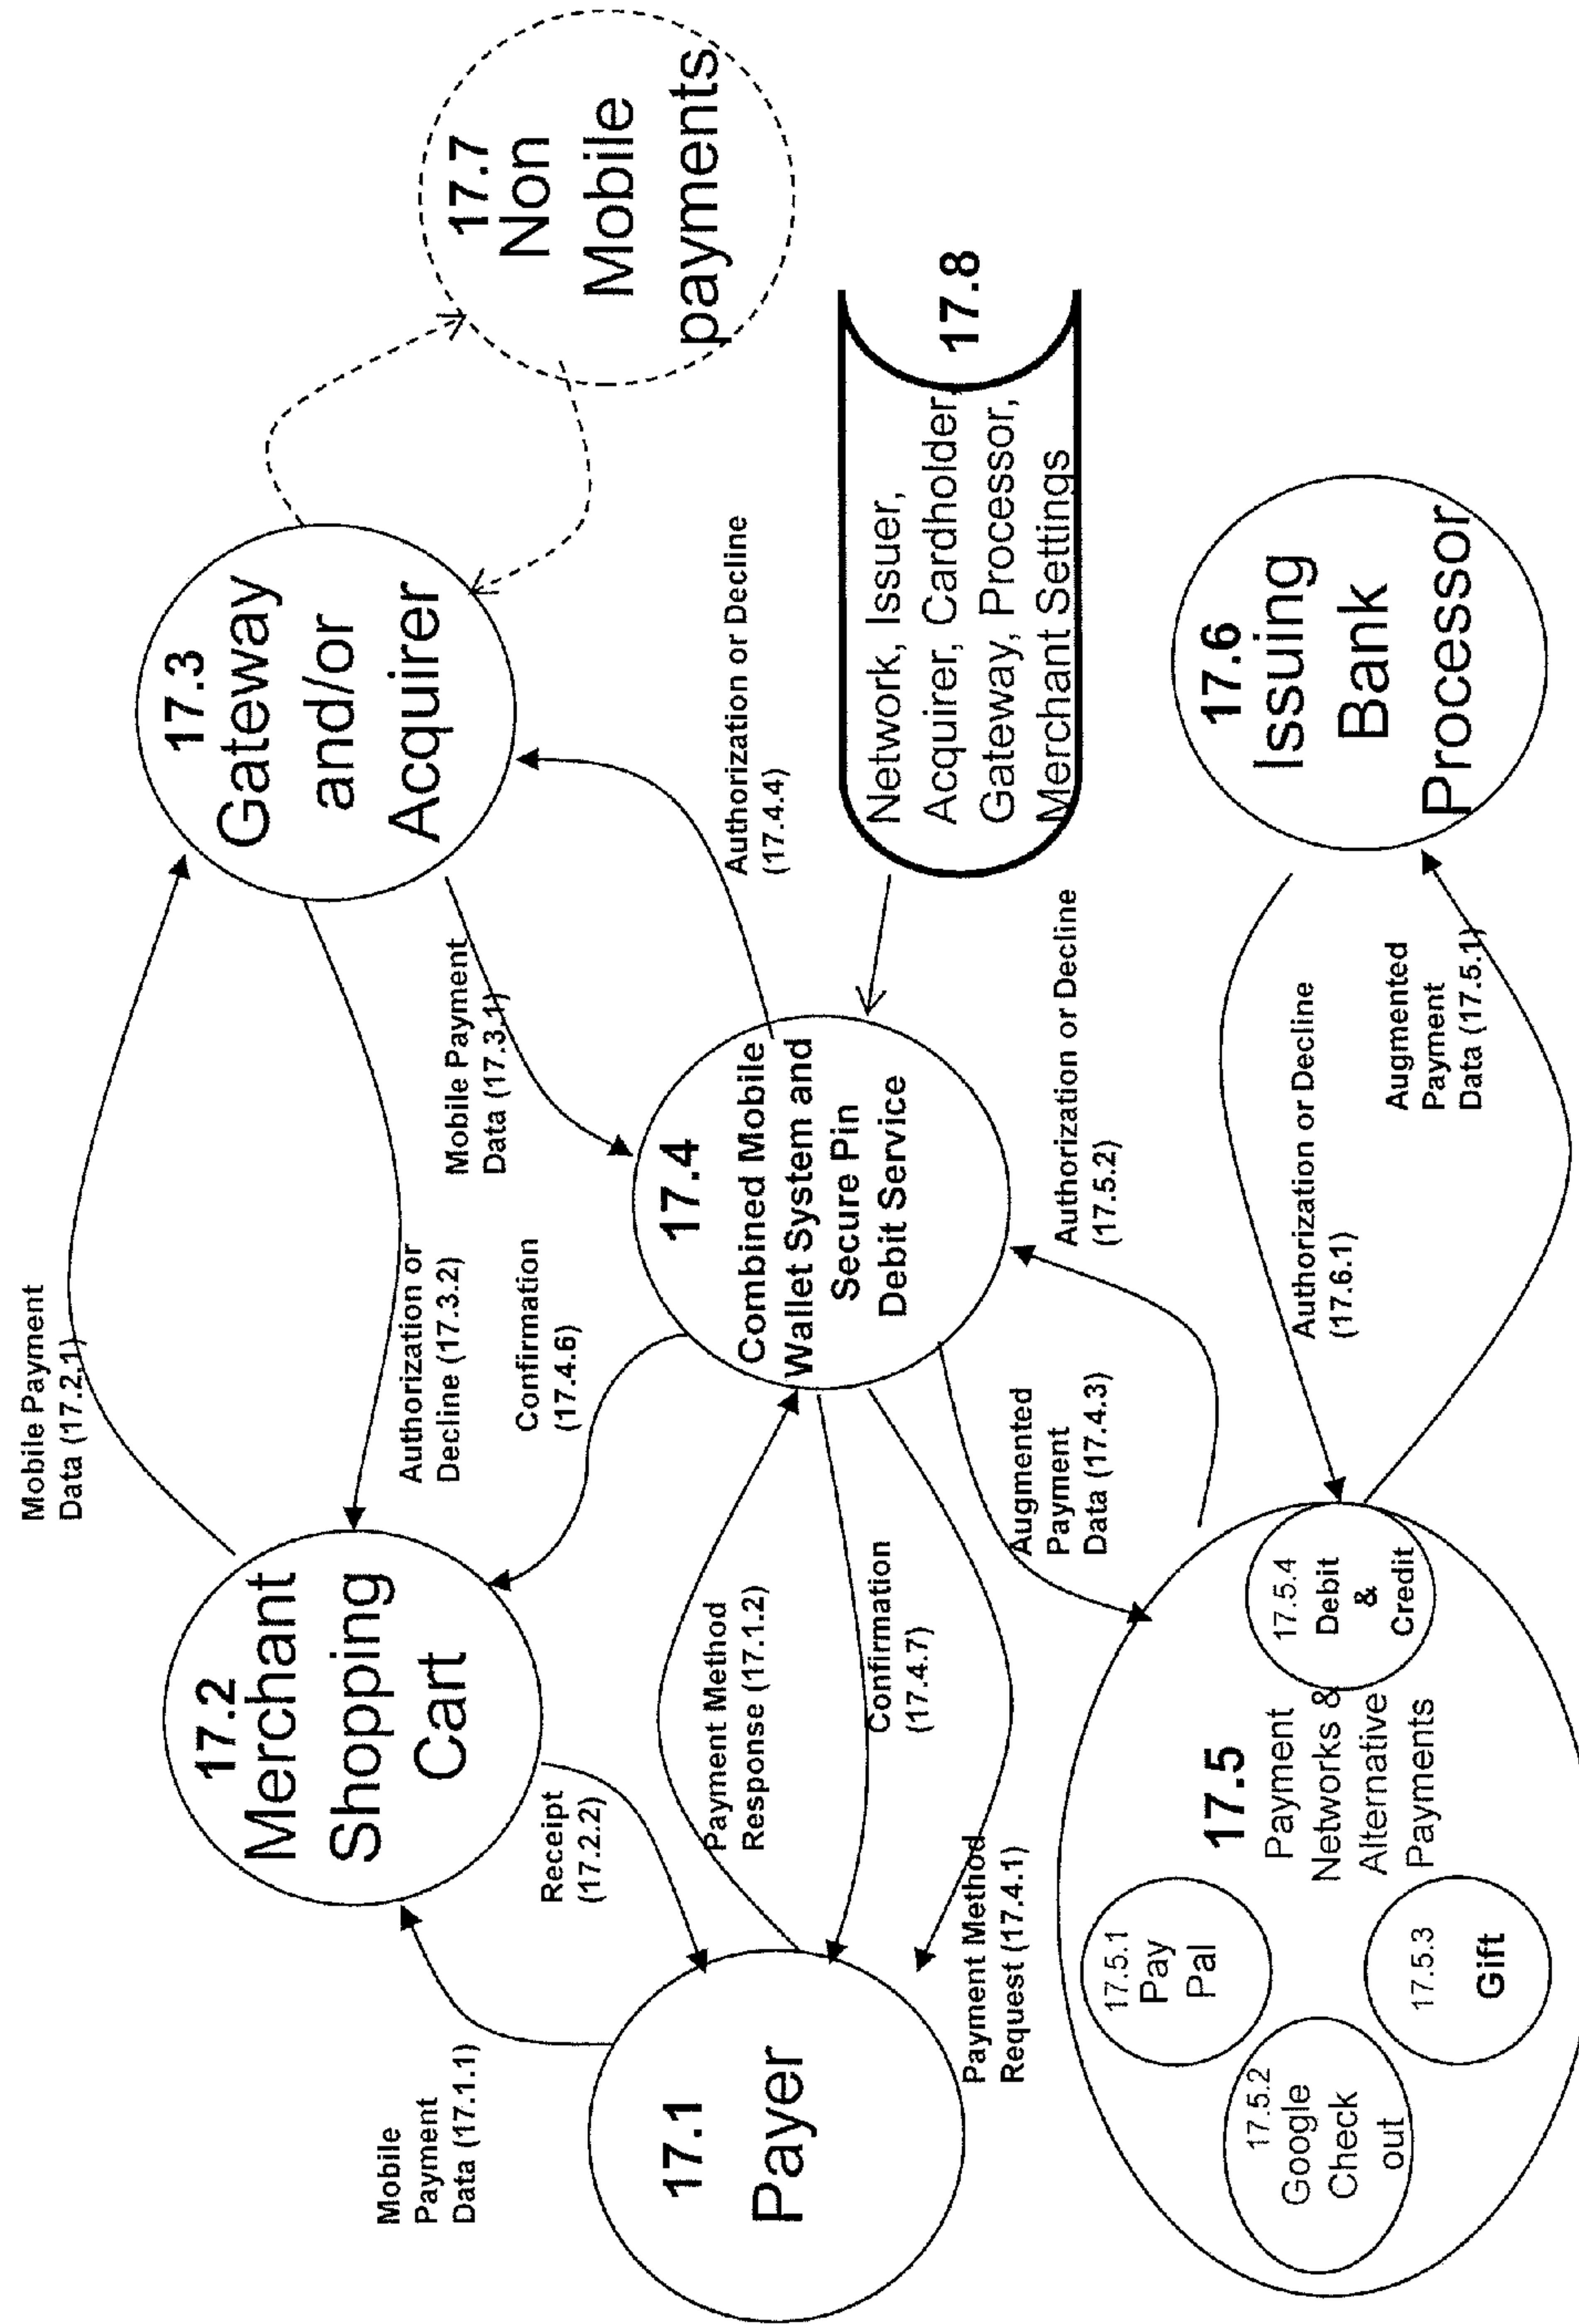 Mobile Payment
Data (17.2.1)
17.2
Merchant
Shopping
Cart
17.3
Gateway
and/or
Acquirer
17.7
Non
Mobile
payments
Authorization or
Decline (17.3.2)
Mobile Payment
Data (17.3.1)
Confirmation
(17.4.6)
Mobile
Payment
Data (17.1.1)
Receipt
(17.2.2)
Authorization or Decline
(17.4.4)
17.1
Payer
Payment Method
Response (17.1.2)
Confirmation
(17.4.7)
Payment Method
Request (17.4.1)
17.4
Combined Mobile
Wallet System and
Secure Pin
Debit Service
Network, Issuer,
Acquirer, Cardholder,
Gateway, Processor,
Merchant Settings
17.8
Augmented
Payment
Data (17.4.3)
Authorization or Decline
(17.5.2)
17.5.1
Pay
Pal
17.5.2
Google
Check
out
17.5.3
Gift
17.5
Payment
Networks &
Alternative
Payments
17.5.4
Debit
&
Credit
Authorization or Decline
(17.6.1)
Augmented
Payment
Data (17.5.1)
17.6
Issuing
Bank
Processor